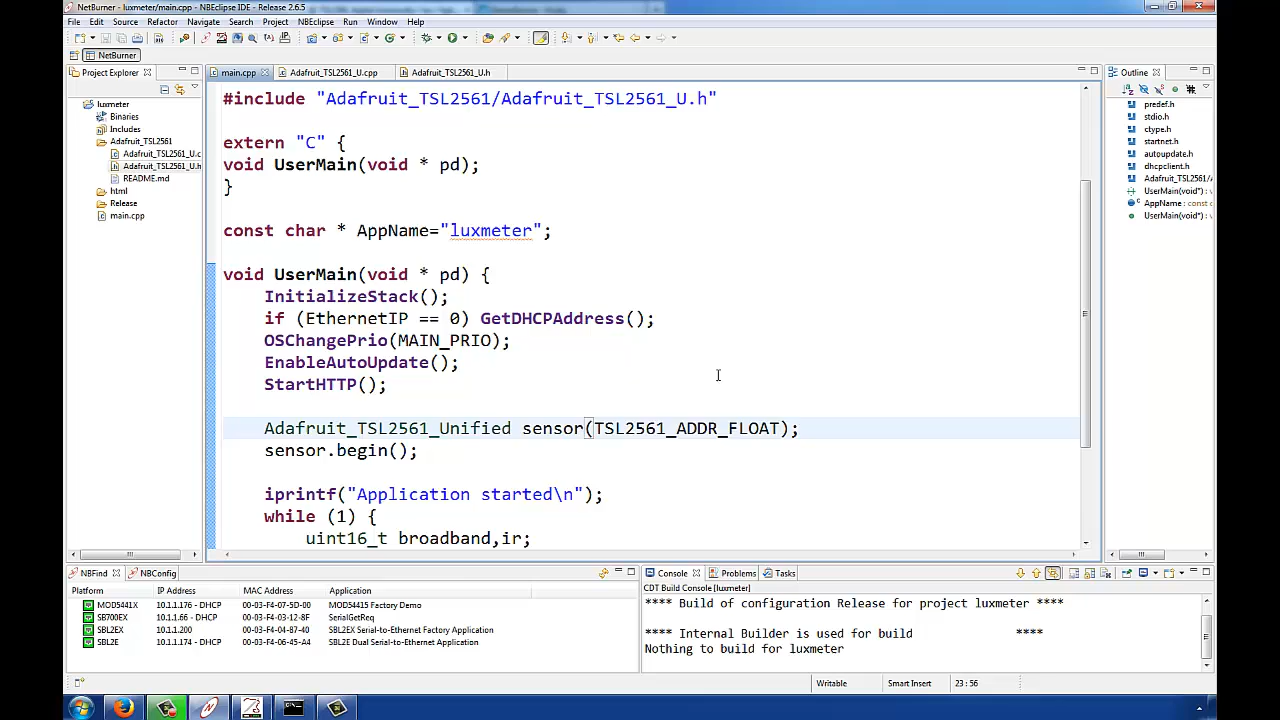 NetBurner - luxmeter/main.cpp - NBEclipse IDE - Release 2.6.5
File Edit Source Refactor Navigate Search Project NBEclipse Run Window Help
NetBurner
Project Explorer
luxmeter
Binaries
Includes
Adafruit_TSL2561
Adafruit_TSL2561_U.c
Adafruit_TSL2561_U.h
README.md
html
Release
main.cpp
main.cpp Adafruit_TSL2561_U.cpp Adafruit_TSL2561_U.h
#include "Adafruit_TSL2561/Adafruit_TSL2561_U.h"
extern "C" {
void UserMain(void * pd);
}
const char * AppName="luxmeter";
void UserMain(void * pd) {
InitializeStack();
if (EthernetIP == 0) GetDHCPAddress();
OSChangePrio(MAIN_PRIO);
EnableAutoUpdate();
StartHTTP();
Adafruit_TSL2561_Unified sensor(TSL2561_ADDR_FLOAT);
sensor.begin();
iprintf("Application started\n");
while (1) {
uint16_t broadband,ir;
Outline
predef.h
stdio.h
ctype.h
startnet.h
autoupdate.h
dhcpclient.h
Adafruit_TSL2561/A
UserMain(void*) :
AppName : const c
UserMain(void*) :
NBFind NBConfig
Platform IP Address MAC Address Application
MOD5441X 10.1.1.176 - DHCP 00-03-F4-07-5D-00 MOD54415 Factory Demo
SB700EX 10.1.1.66 - DHCP 00-03-F4-03-12-8F SerialGetReq
SBL2EX 10.1.1.200 00-03-F4-04-87-40 SBL2EX Serial-to-Ethernet Factory Application
SBL2E 10.1.1.174 - DHCP 00-03-F4-06-45-A4 SBL2E Dual Serial-to-Ethernet Application
Console Problems Tasks
CDT Build Console [luxmeter]
**** Build of configuration Release for project luxmeter ****
**** Internal Builder is used for build ****
Nothing to build for luxmeter
Writable Smart Insert 23 : 56